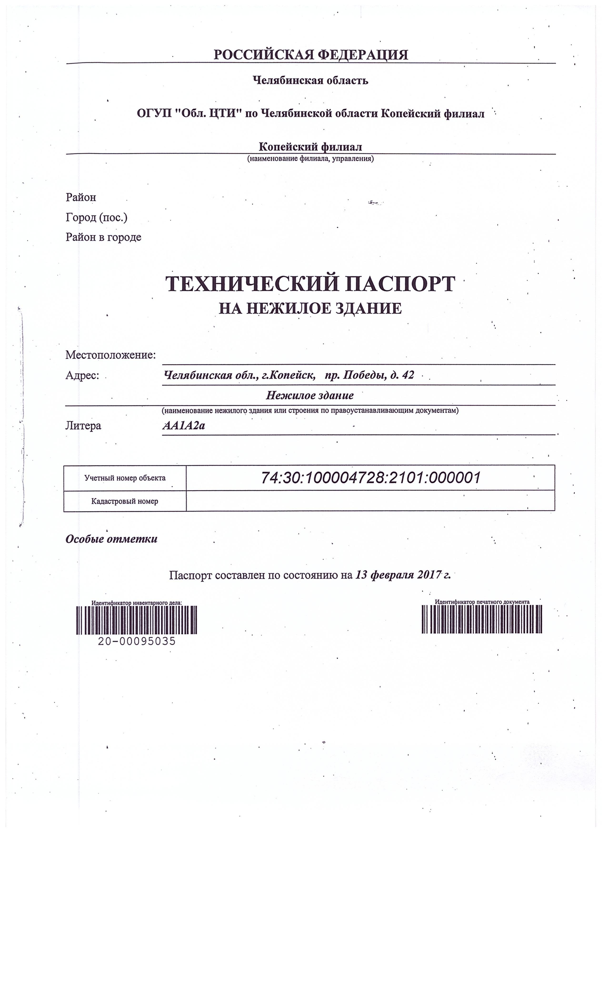 РОССИЙСКАЯ ФЕДЕРАЦИЯ
Челябинская область
ОГУП "Обл. ЦТИ" по Челябинской области Копейский филиал
Копейский филиал
(наименование филиала, управления)
Район
Город (пос.)
Район в городе
ТЕХНИЧЕСКИЙ ПАСПОРТ
НА НЕЖИЛОЕ ЗДАНИЕ
Местоположение:
Адрес: Челябинская обл., г.Копейск, пр. Победы, д. 42
Нежилое здание
(наименование нежилого здания или строения по правоустанавливающим документам)
Литера АА1А2а
Учетный номер объекта 74:30:100004728:2101:000001
Кадастровый номер
Особые отметки
Паспорт составлен по состоянию на 13 февраля 2017 г.
Идентификатор инвентарного дела: Идентификатор печатного документа
20-00095035